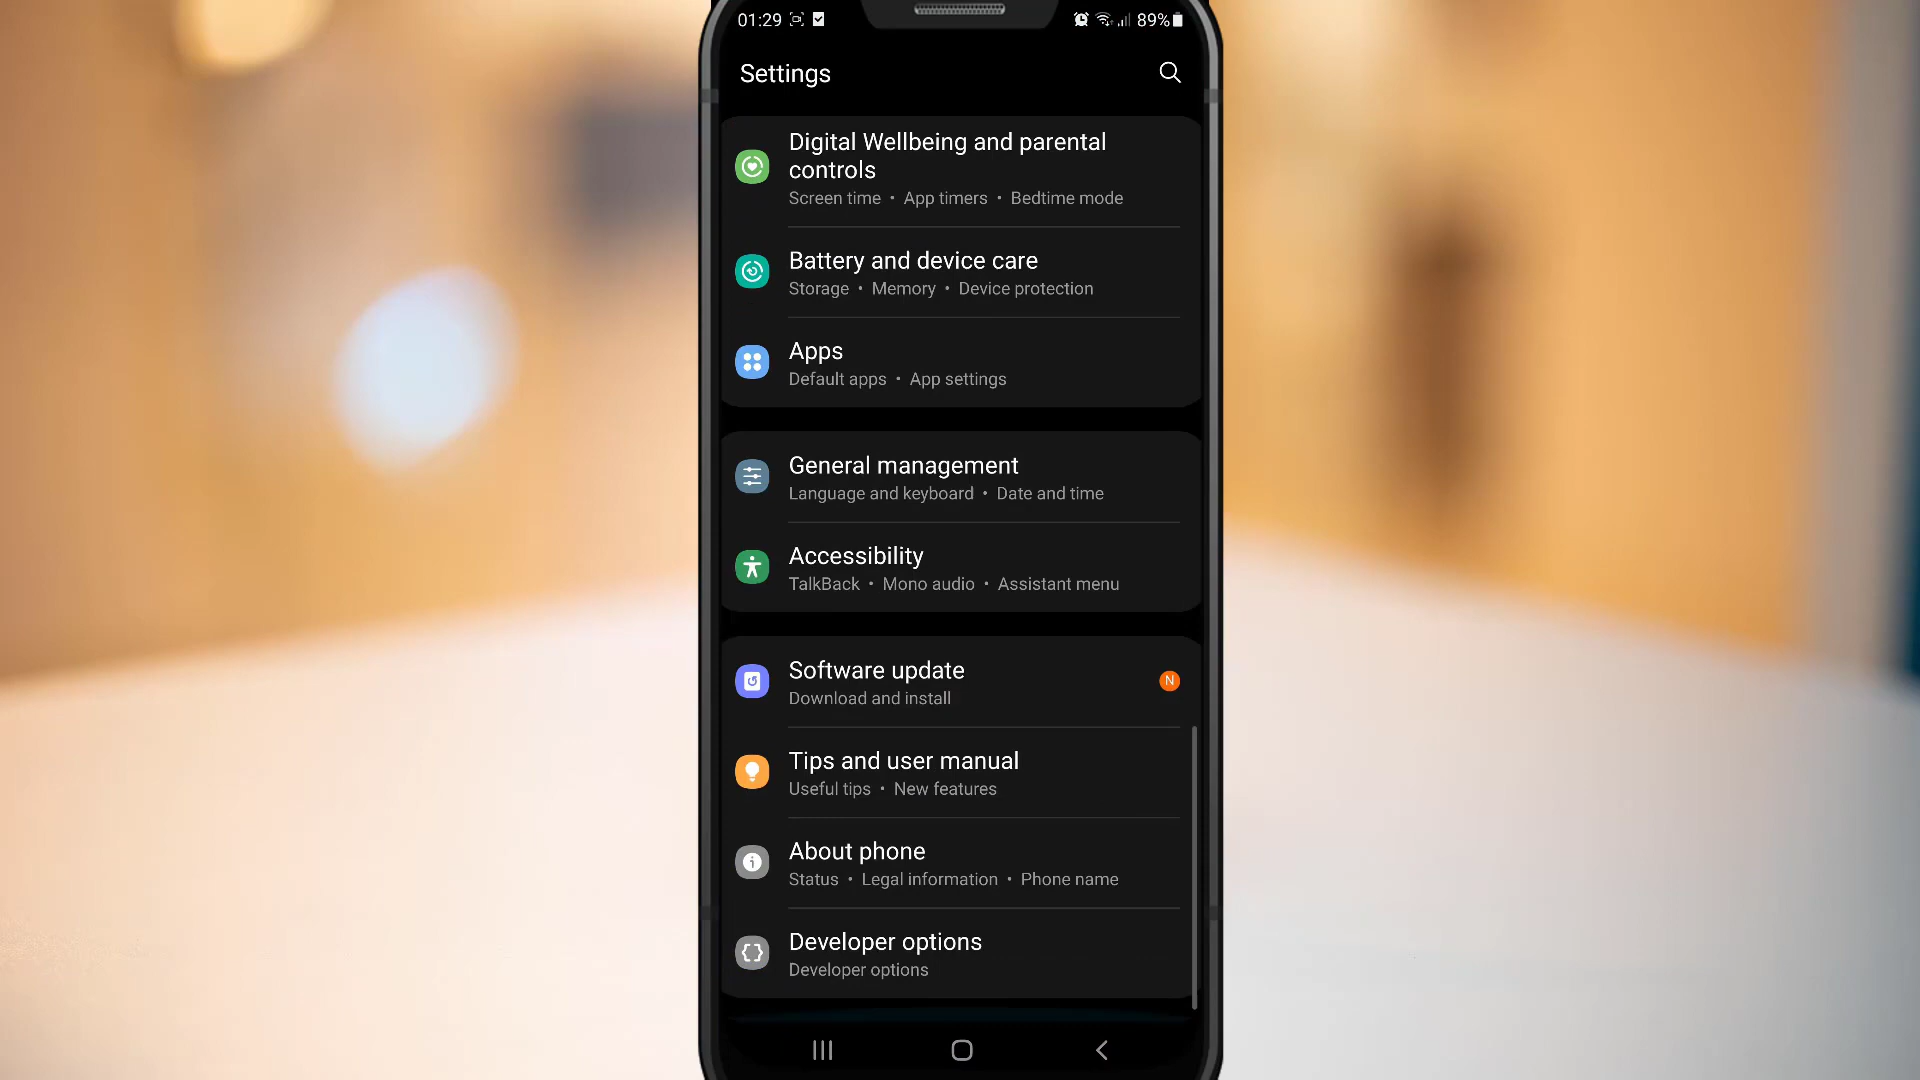 01:29 89%
Settings
Digital Wellbeing and parental
controls
Screen time • App timers • Bedtime mode
Battery and device care
Storage • Memory • Device protection
Apps
Default apps • App settings
General management
Language and keyboard • Date and time
Accessibility
TalkBack • Mono audio • Assistant menu
Software update N
Download and install
Tips and user manual
Useful tips • New features
About phone
Status • Legal information • Phone name
Developer options
Developer options